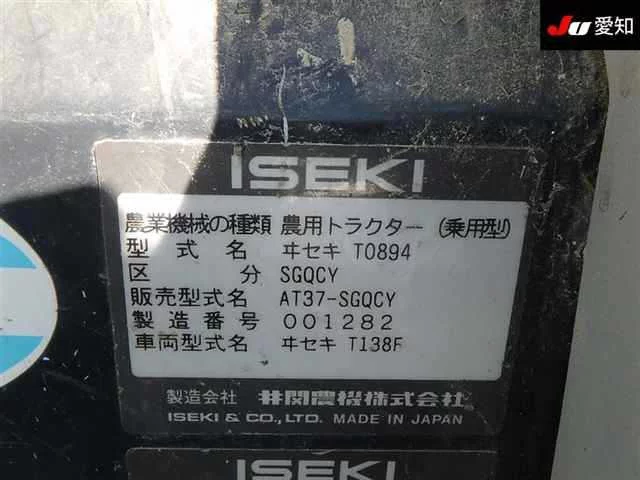 JU 愛知
ISEKI
農業機械の種類 農用トラクター (乗用型)
型式名 ヰセキ T0894
区分 SGQCY
販売型式名 AT37-SGQCY
製造番号 001282
車両型式名 ヰセキ T138F
製造会社 井関農機株式会社
ISEKI & CO., LTD. MADE IN JAPAN
ISEKI